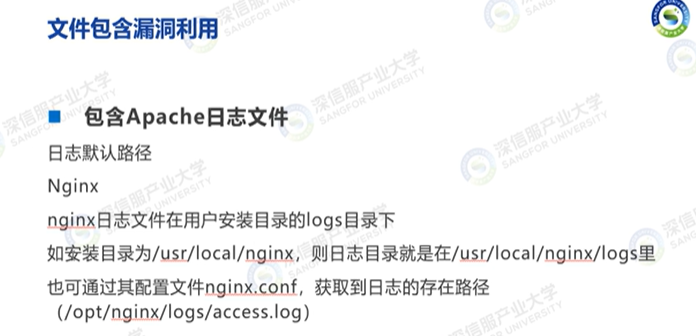 文件包含漏洞利用
包含Apache日志文件
日志默认路径
Nginx
nginx日志文件在用户安装目录的logs目录下
如安装目录为/usr/local/nginx，则日志目录就是在/usr/local/nginx/logs里
也可通过其配置文件nginx.conf，获取到日志的存在路径
（/opt/nginx/logs/access.log）
深信服产业大学
SANGFOR UNIVERSITY